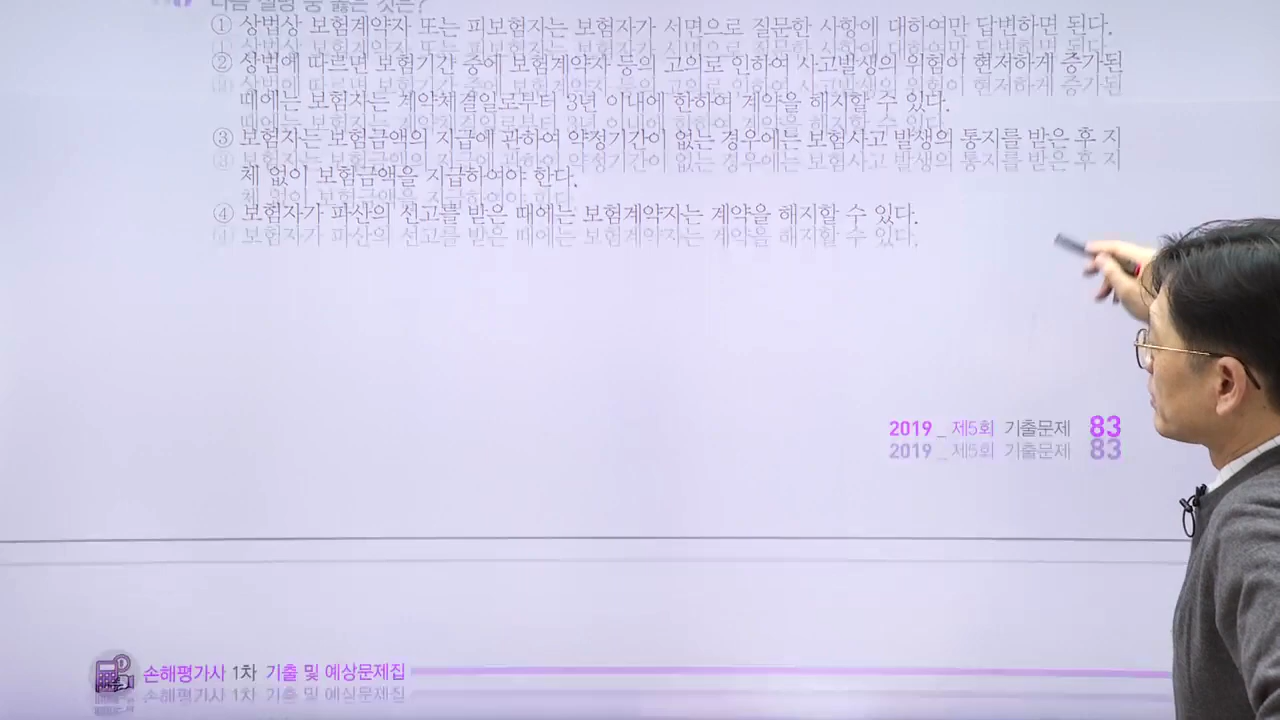 다음 설명 중 옳은 것은?
① 상법상 보험계약자 또는 피보험자는 보험자가 서면으로 질문한 사항에 대하여만 답변하면 된다.
② 상법에 따르면 보험기간 중에 보험계약자 등의 고의로 인하여 사고발생의 위험이 현저하게 증가된
때에는 보험자는 계약체결일로부터 3년 이내에 한하여 계약을 해지할 수 있다.
③ 보험자는 보험금액의 지급에 관하여 약정기간이 없는 경우에는 보험사고 발생의 통지를 받은 후 지
체 없이 보험금액을 지급하여야 한다.
④ 보험자가 파산의 선고를 받은 때에는 보험계약자는 계약을 해지할 수 있다.
2019 _ 제5회 기출문제 83
손해평가사 1차 기출 및 예상문제집